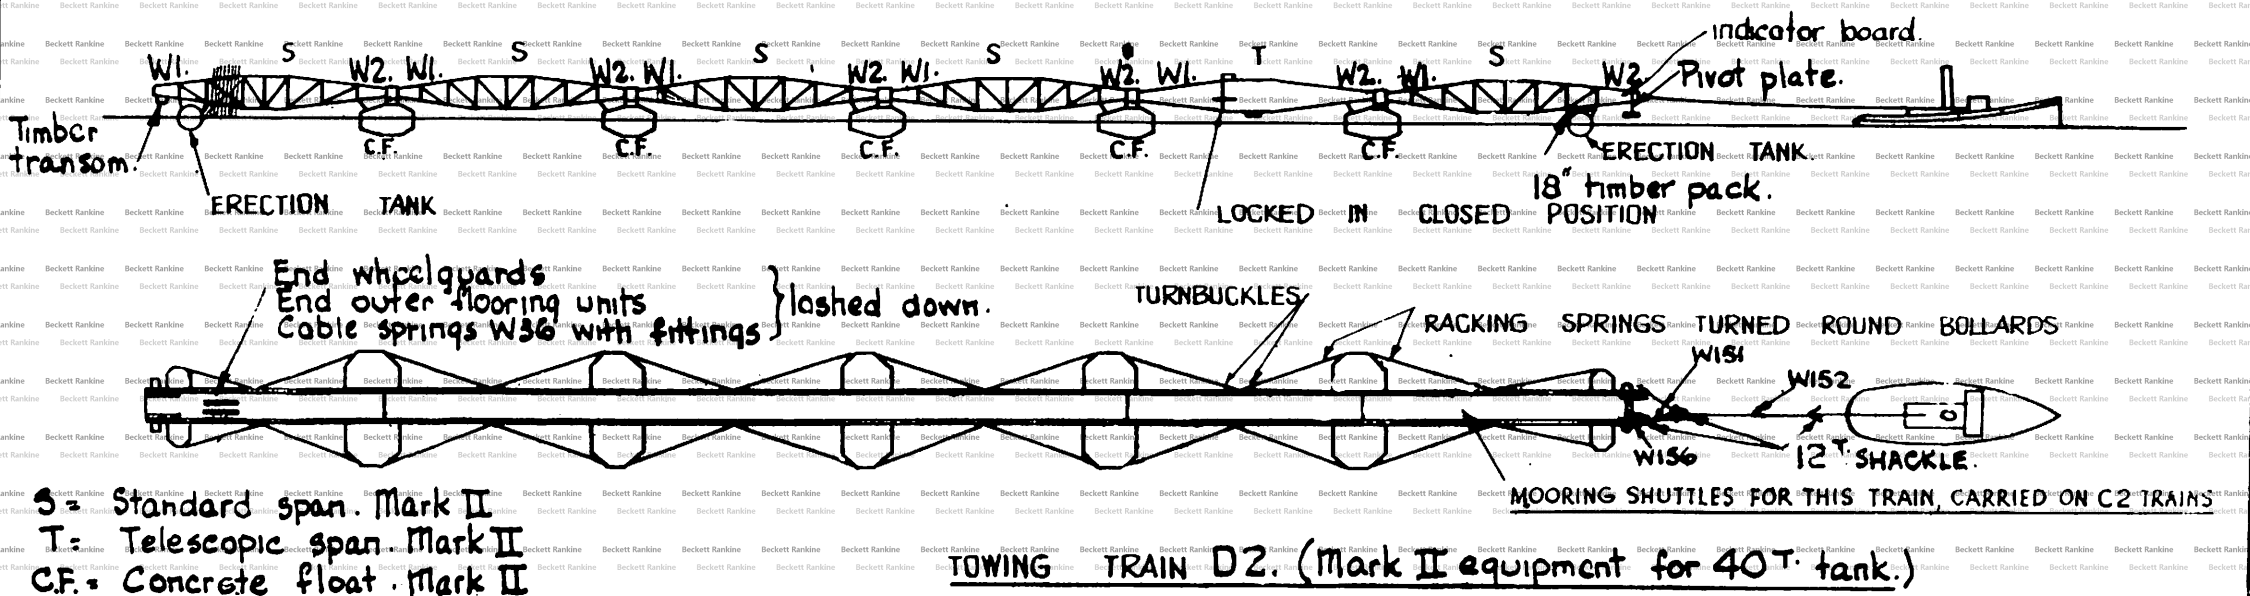 indicator board.
S S S S T S
W1. W2. W1. W2. W1. W2. W1. W2. W1. W2. W1. W2
Pivot plate.
Timber
transom.
C.F. C.F. C.F. C.F. C.F.
ERECTION TANK.
18" timber pack.
ERECTION TANK
LOCKED IN CLOSED POSITION
End wheelguards
End outer flooring units
Cable springs W36 with fittings
lashed down.
TURNBUCKLES
RACKING SPRINGS TURNED ROUND BOLLARDS
W151
W152
W156
12 T. SHACKLE.
MOORING SHUTTLES FOR THIS TRAIN, CARRIED ON C2 TRAINS
S = Standard span. Mark II
T = Telescopic span. Mark II
C.F. = Concrete float. Mark II
TOWING TRAIN D2. (Mark II equipment for 40 T. tank.)
Beckett Rankine